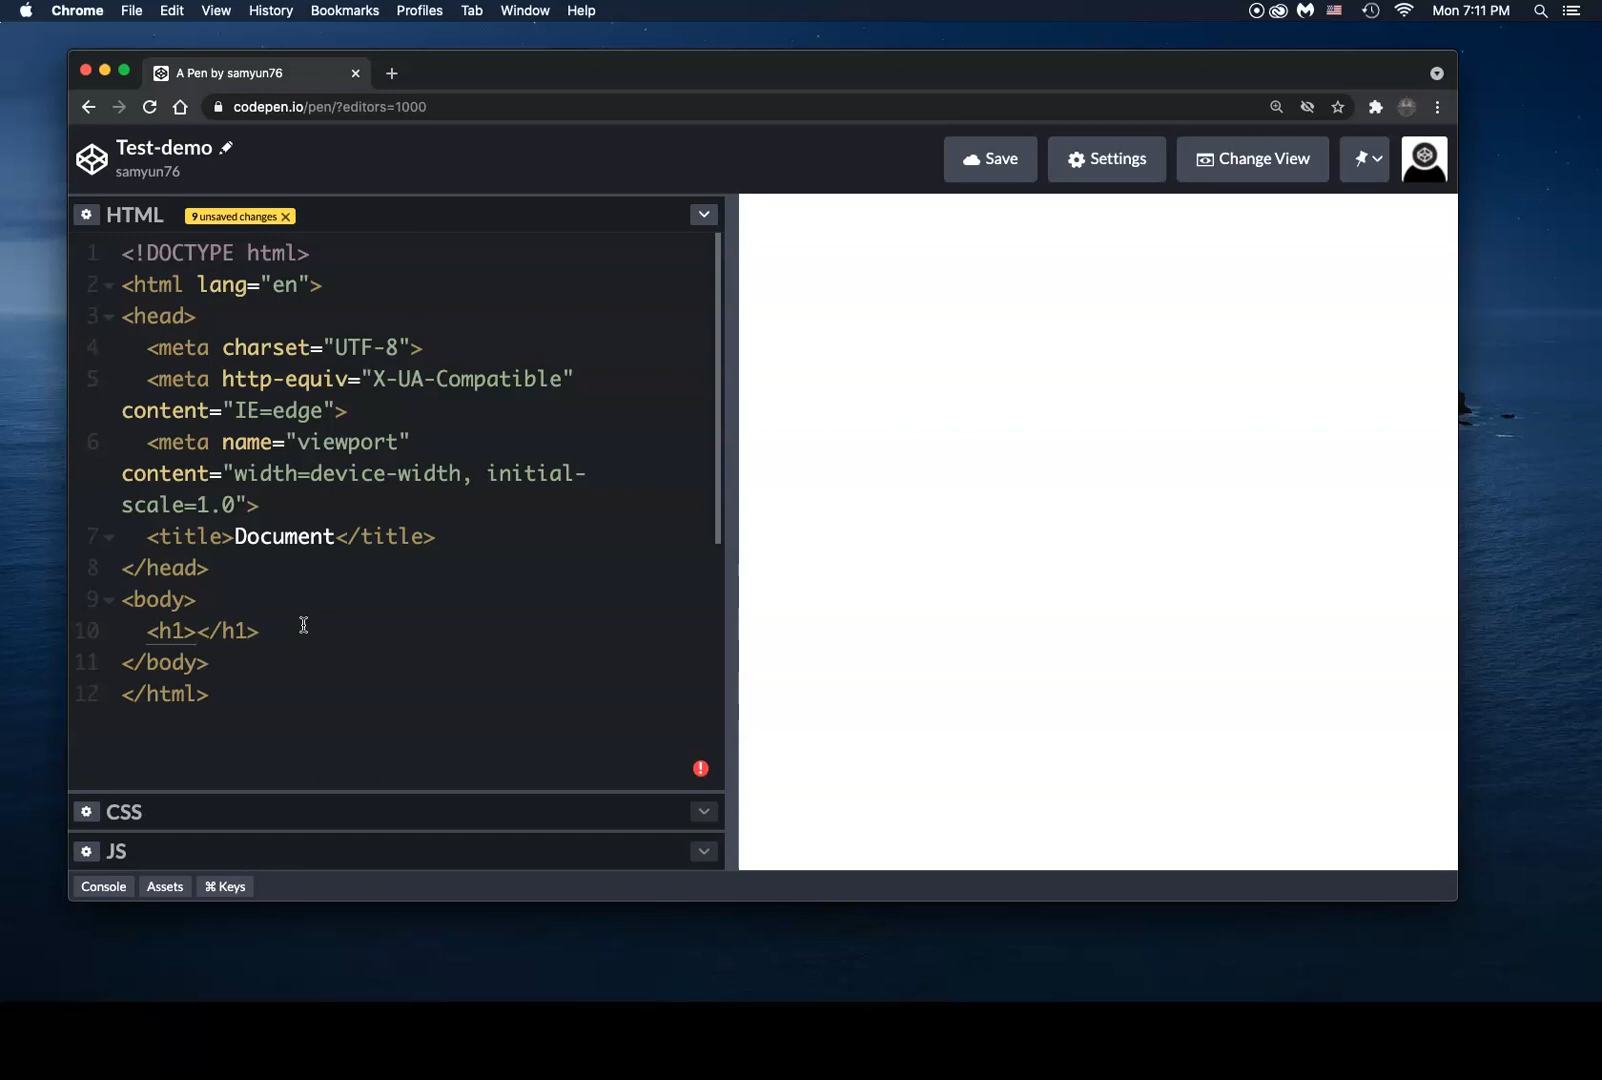 Chrome File Edit View History Bookmarks Profiles Tab Window Help Mon 7:11 PM
A Pen by samyun76
codepen.io/pen/?editors=1000
Test-demo
samyun76
Save Settings Change View
HTML 9 unsaved changes
1 <!DOCTYPE html>
2 <html lang="en">
3 <head>
4 <meta charset="UTF-8">
5 <meta http-equiv="X-UA-Compatible"
content="IE=edge">
6 <meta name="viewport"
content="width=device-width, initial-
scale=1.0">
7 <title>Document</title>
8 </head>
9 <body>
10 <h1></h1>
11 </body>
12 </html>
CSS
JS
Console Assets ⌘ Keys